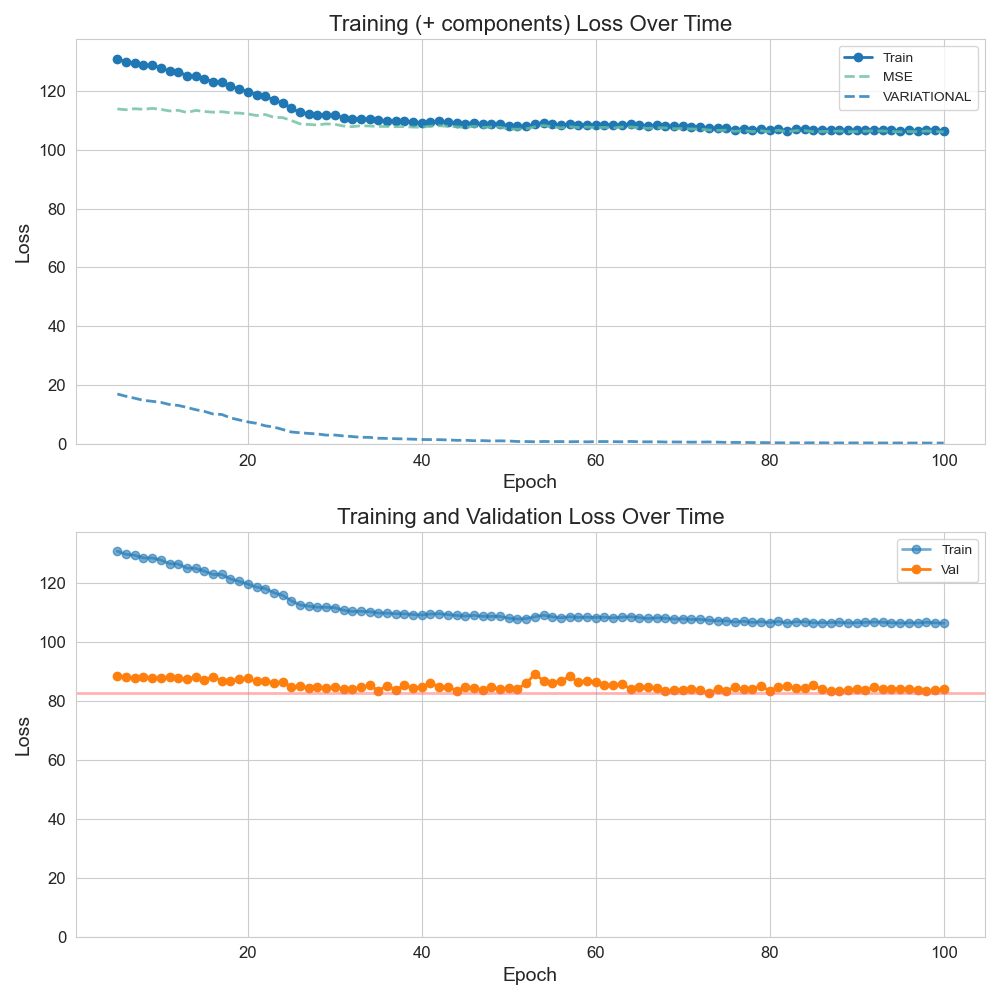 Training (+ components) Loss Over Time
Train
MSE
VARIATIONAL
120
100
80
60
40
20
0
Loss
20 40 60 80 100
Epoch
Training and Validation Loss Over Time
Train
Val
120
100
80
60
40
20
0
Loss
20 40 60 80 100
Epoch